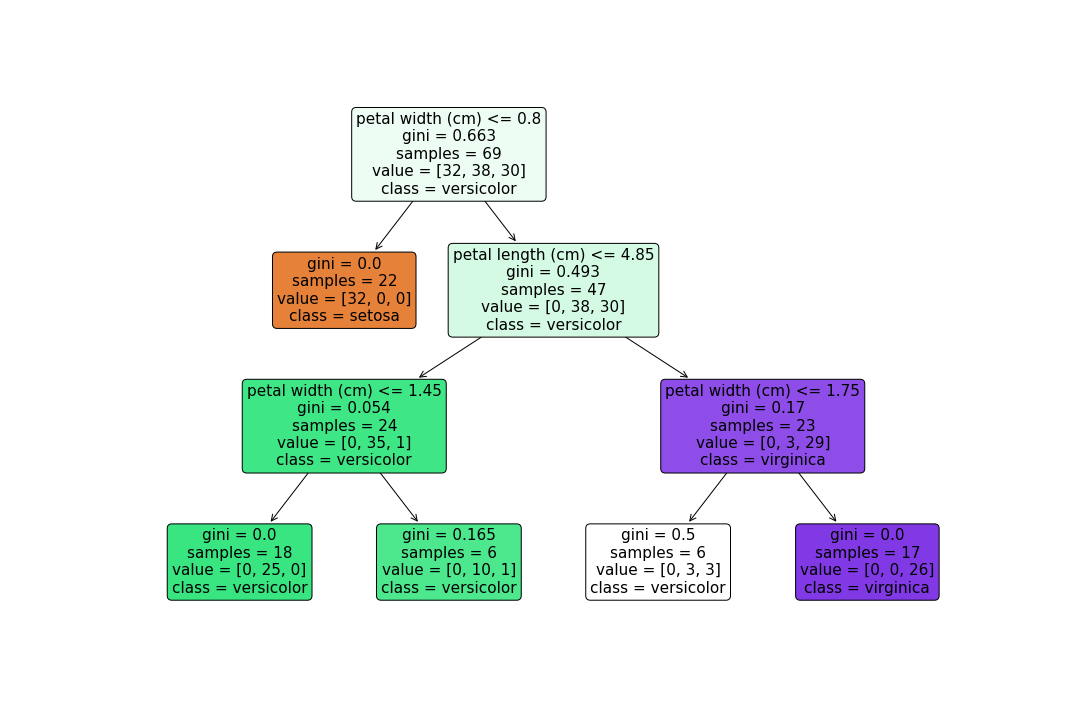 petal width (cm) <= 0.8
gini = 0.663
samples = 69
value = [32, 38, 30]
class = versicolor
gini = 0.0
samples = 22
value = [32, 0, 0]
class = setosa
petal length (cm) <= 4.85
gini = 0.493
samples = 47
value = [0, 38, 30]
class = versicolor
petal width (cm) <= 1.45
gini = 0.054
samples = 24
value = [0, 35, 1]
class = versicolor
petal width (cm) <= 1.75
gini = 0.17
samples = 23
value = [0, 3, 29]
class = virginica
gini = 0.0
samples = 18
value = [0, 25, 0]
class = versicolor
gini = 0.165
samples = 6
value = [0, 10, 1]
class = versicolor
gini = 0.5
samples = 6
value = [0, 3, 3]
class = versicolor
gini = 0.0
samples = 17
value = [0, 0, 26]
class = virginica